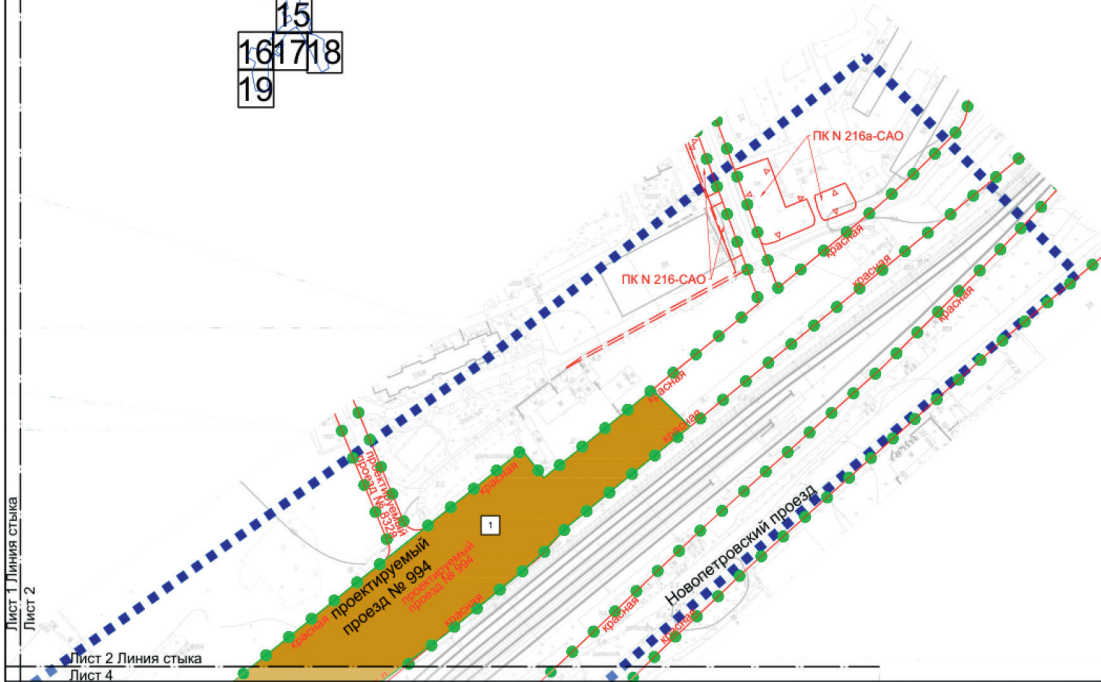 15
16 17 18
19
ПК N 216а-САО
красная
красная
ПК N 216-САО
красная
красная
красная
проектируемый
проезд № 8328
красная
1
Новопетровский проезд
проектируемый
проезд № 994
проектируемый
проезд № 994
красная
красная
красная
красная
Лист 1 Линия стыка
Лист 2
Лист 2 Линия стыка
Лист 4